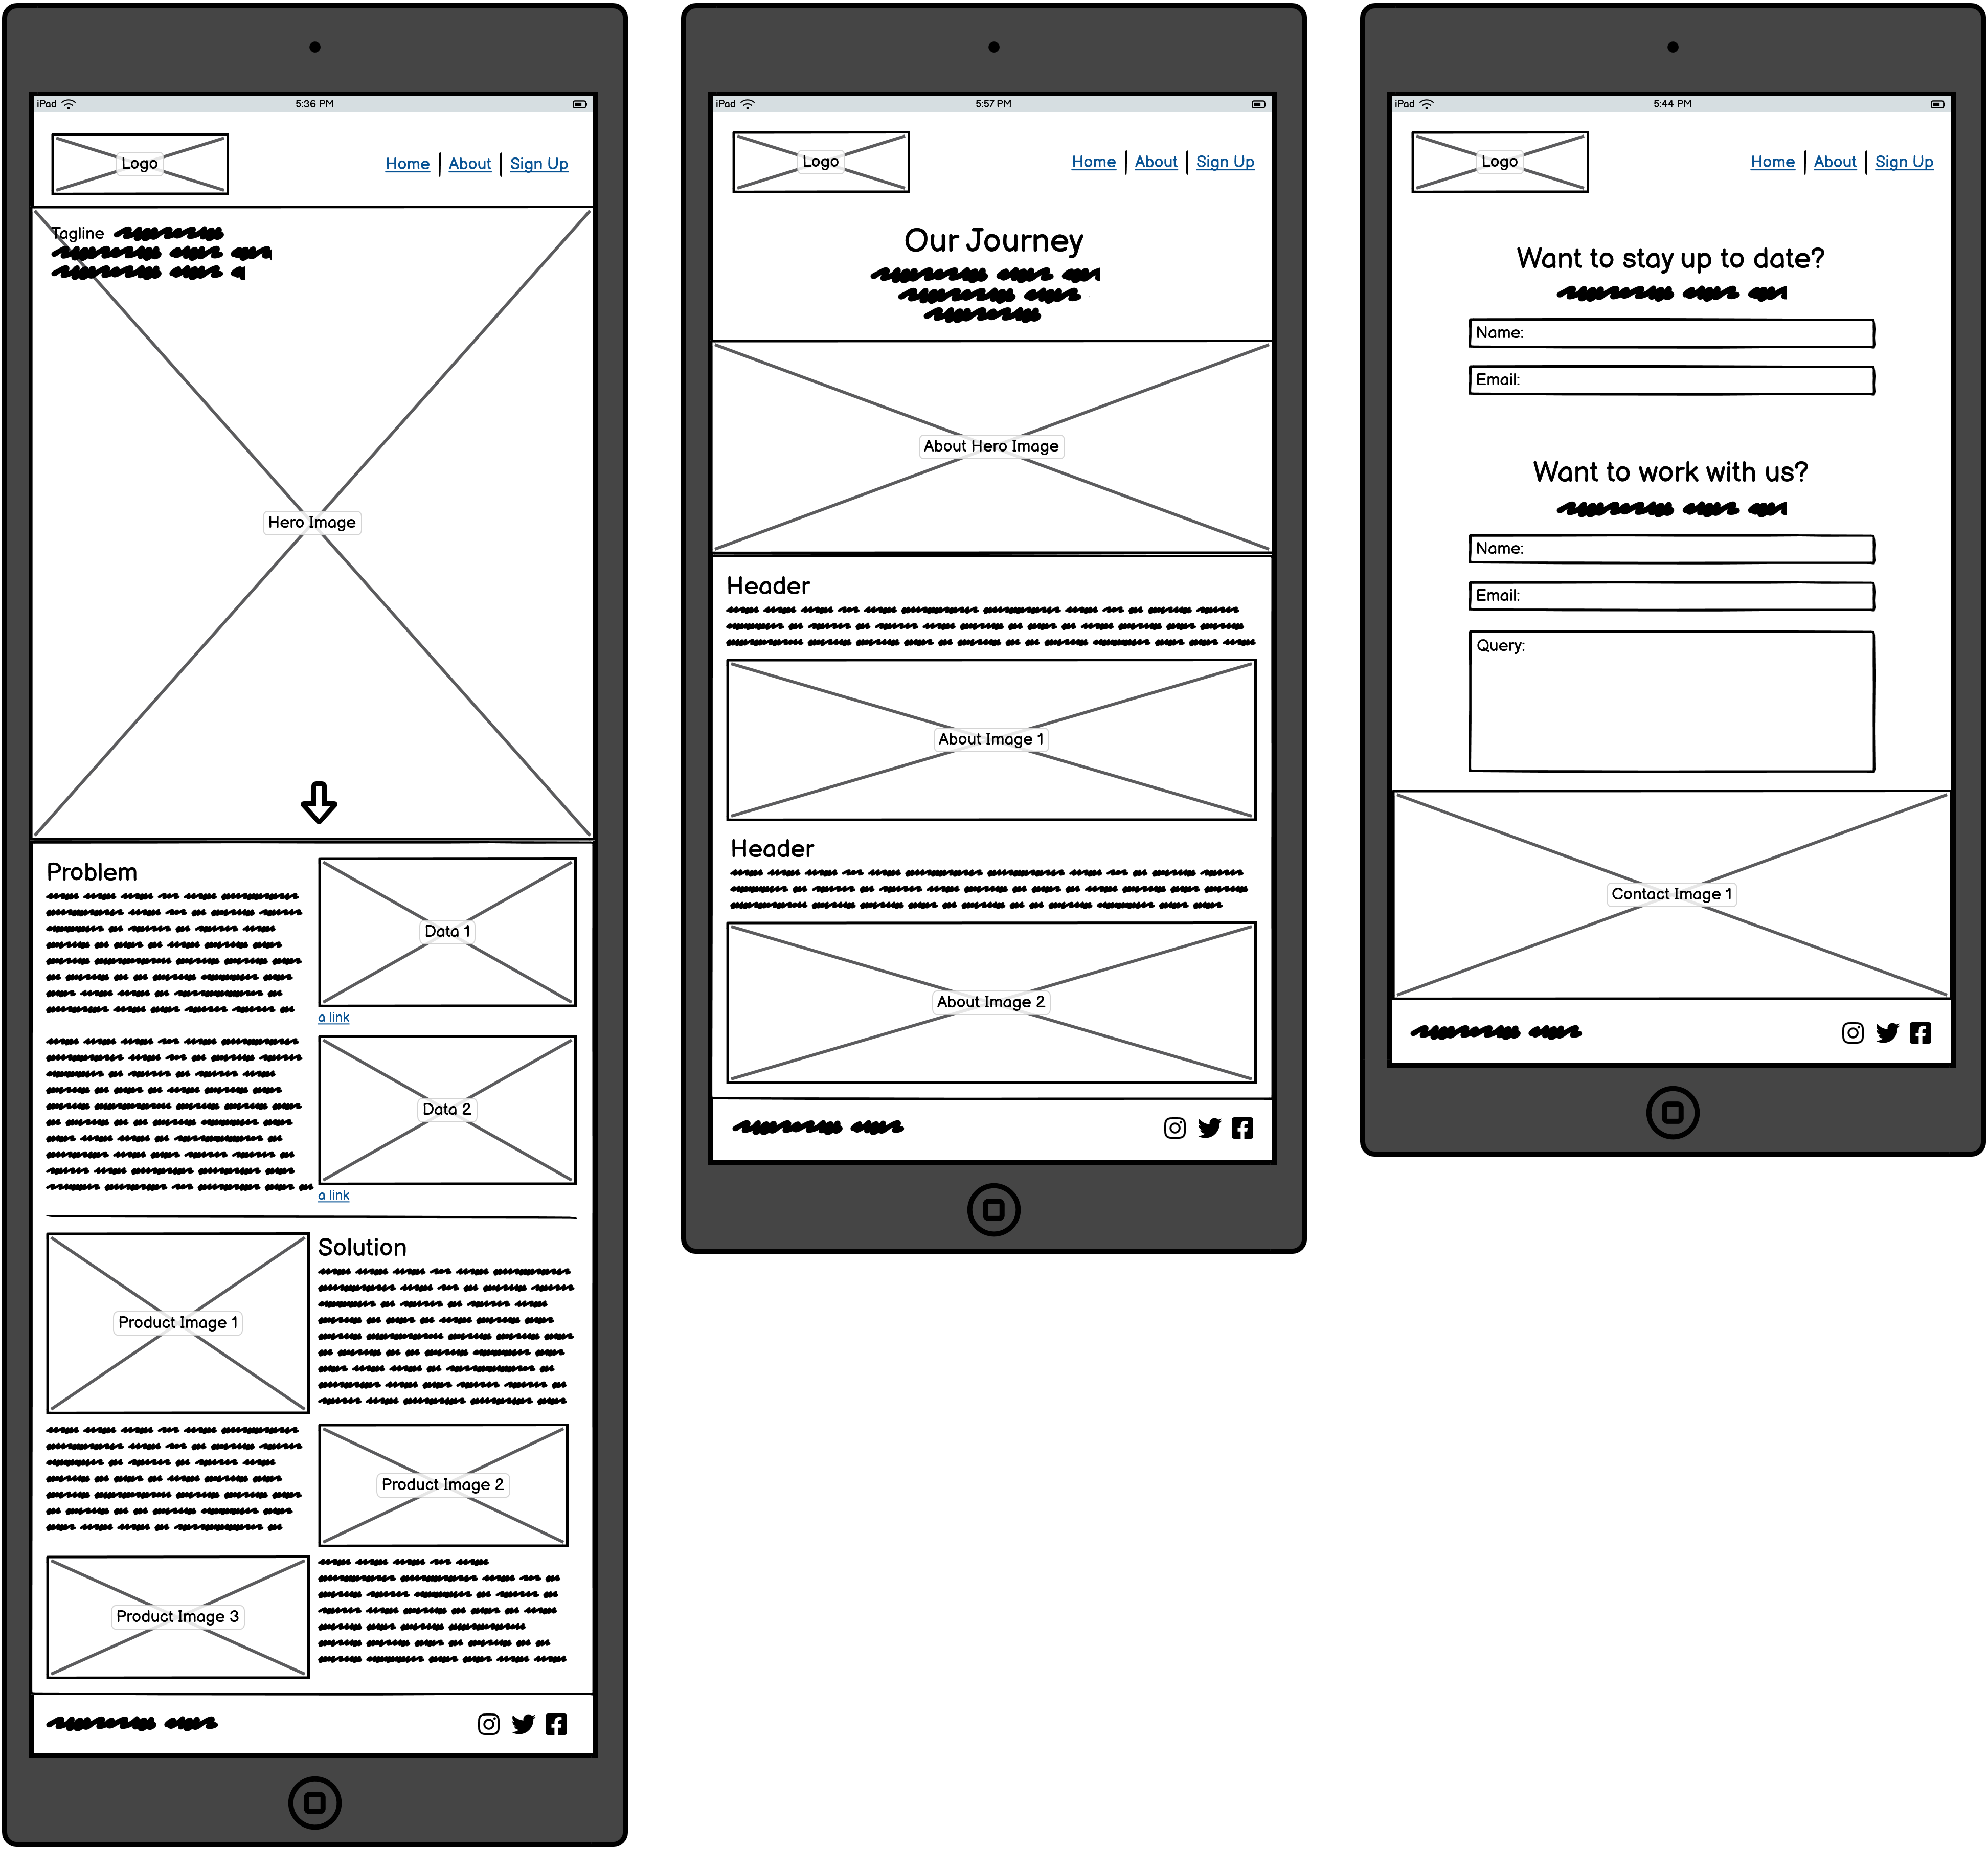 iPad 5:36 PM
Logo Home About Sign Up
Tagline
Hero Image
Problem
Data 1
a link
Data 2
a link
Product Image 1
Solution
Product Image 2
Product Image 3
iPad 5:57 PM
Logo Home About Sign Up
Our Journey
About Hero Image
Header
About Image 1
Header
About Image 2
iPad 5:44 PM
Logo Home About Sign Up
Want to stay up to date?
Name:
Email:
Want to work with us?
Name:
Email:
Query:
Contact Image 1